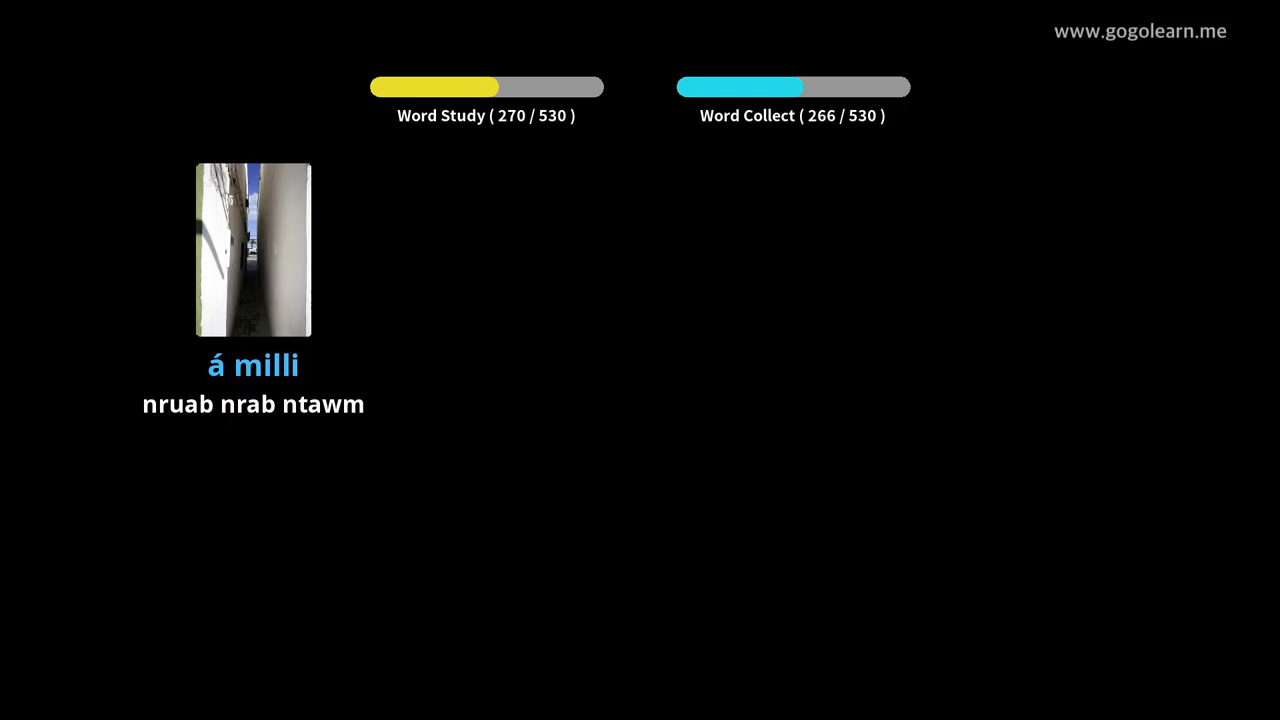 www.gogolearn.me
Word Study ( 270 / 530 )
Word Collect ( 266 / 530 )
á milli
nruab nrab ntawm